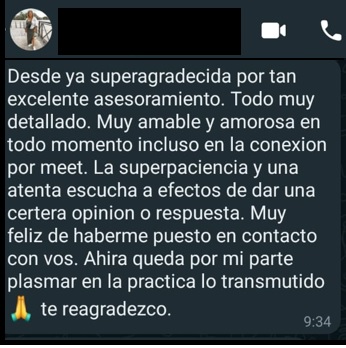 Desde ya superagradecida por tan
excelente asesoramiento. Todo muy
detallado. Muy amable y amorosa en
todo momento incluso en la conexion
por meet. La superpaciencia y una
atenta escucha a efectos de dar una
certera opinion o respuesta. Muy
feliz de haberme puesto en contacto
con vos. Ahira queda por mi parte
plasmar en la practica lo transmutido
🙏 te reagradezco.
9:34